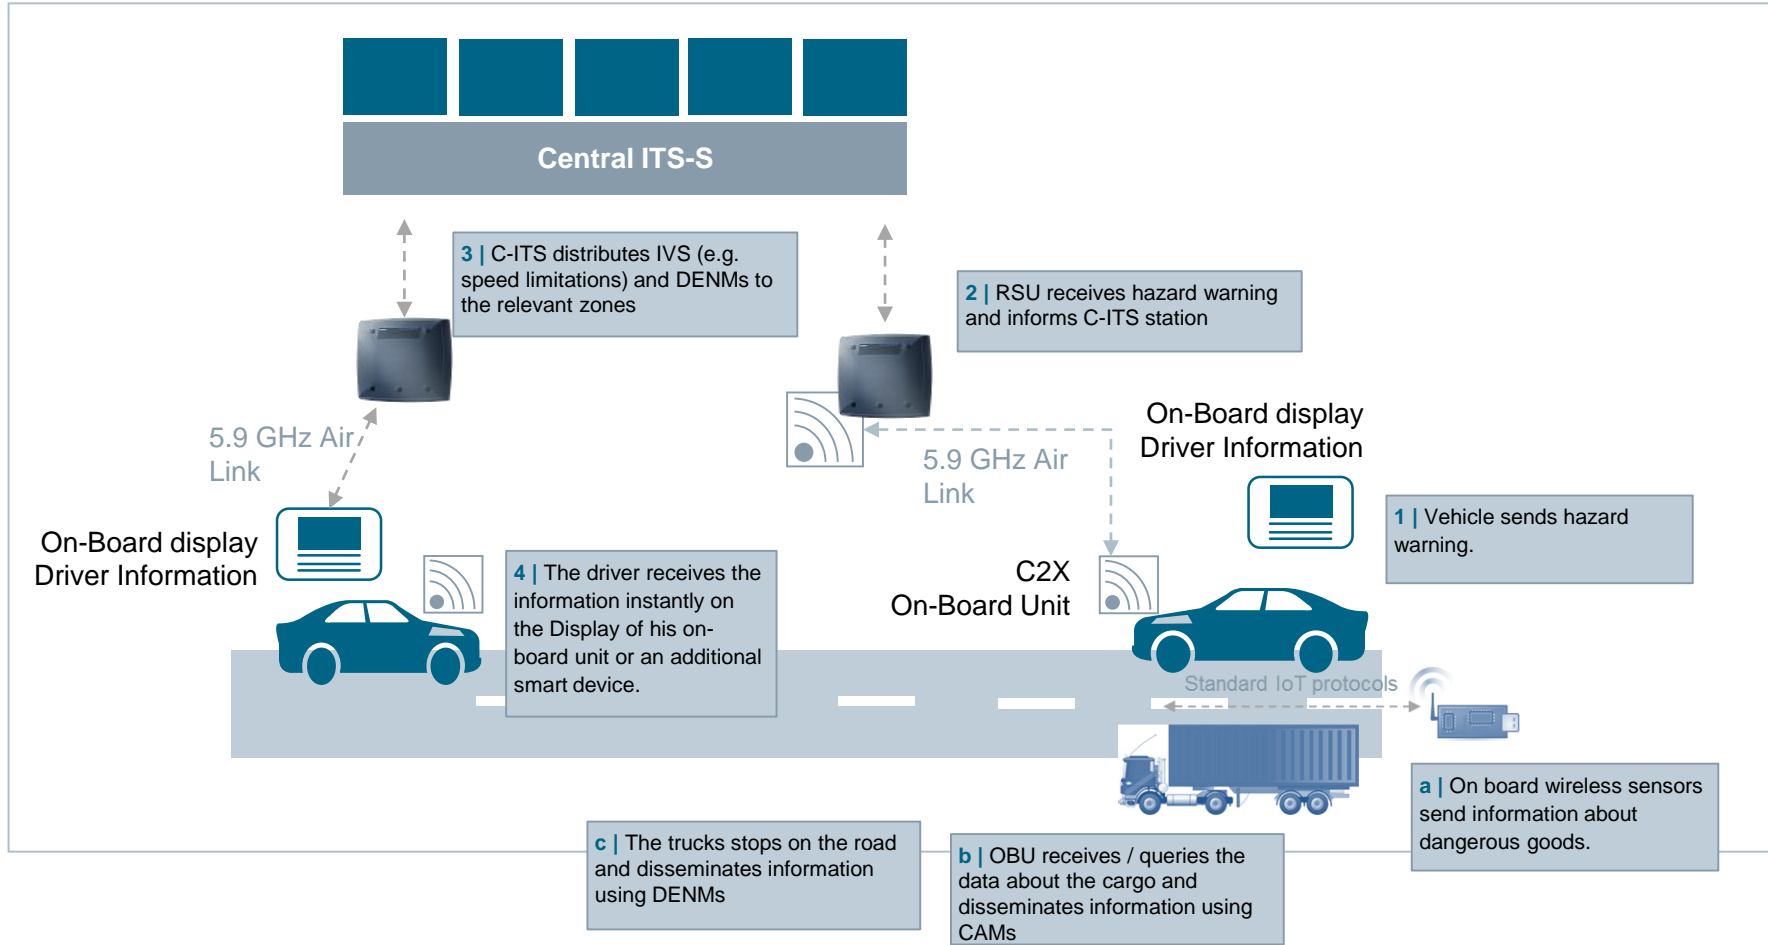 Central ITS-S
3 | C-ITS distributes IVS (e.g.
speed limitations) and DENMs to
the relevant zones
2 | RSU receives hazard warning
and informs C-ITS station
5.9 GHz Air
Link
5.9 GHz Air
Link
On-Board display
Driver Information
1 | Vehicle sends hazard
warning.
On-Board display
Driver Information
4 | The driver receives the
information instantly on
the Display of his on-
board unit or an additional
smart device.
C2X
On-Board Unit
Standard IoT protocols
a | On board wireless sensors
send information about
dangerous goods.
c | The trucks stops on the road
and disseminates information
using DENMs
b | OBU receives / queries the
data about the cargo and
disseminates information using
CAMs